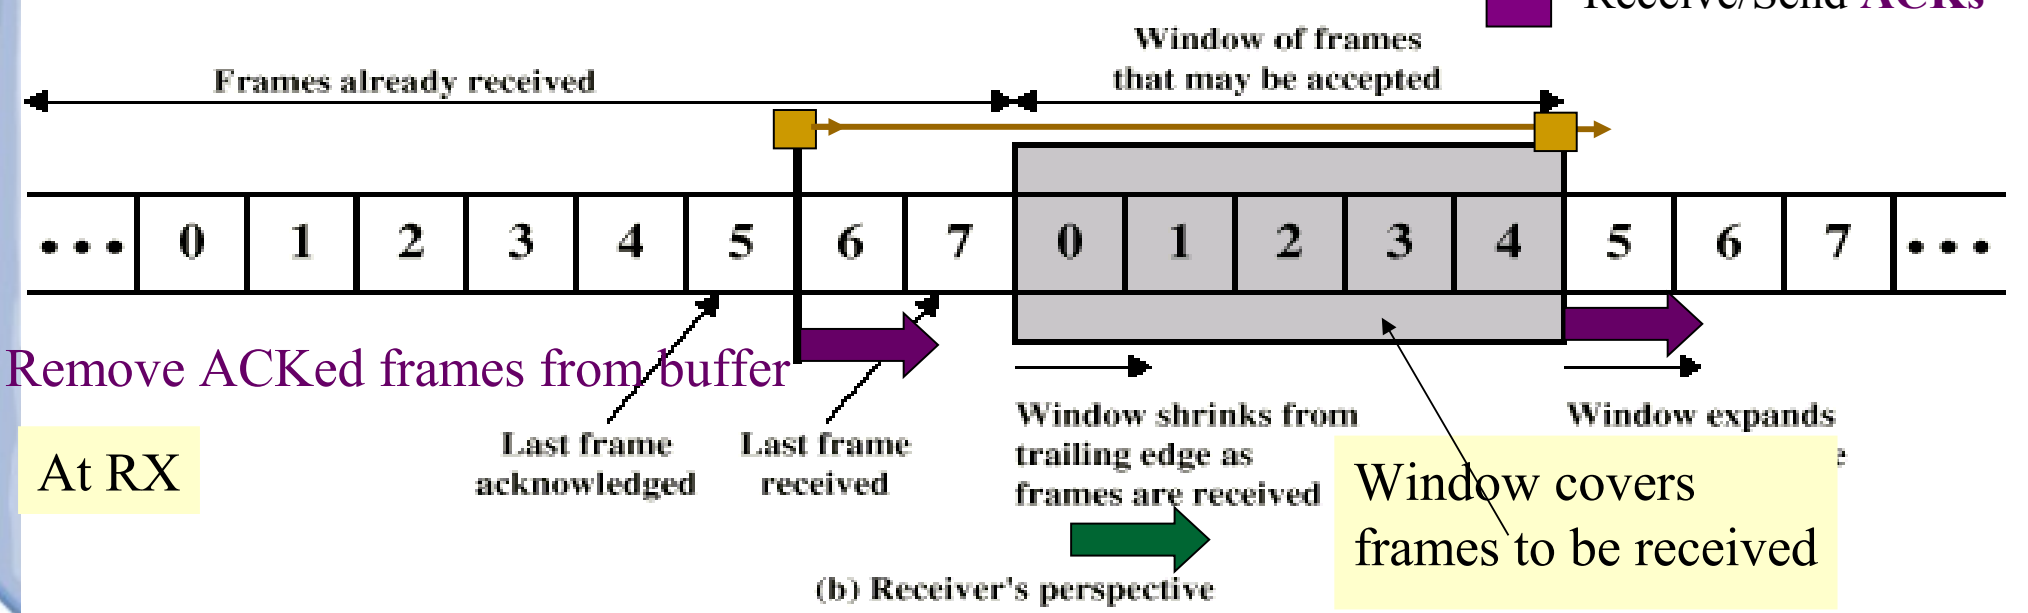 Receive/Send ACKs
Window of frames
that may be accepted
Frames already received
••• 0 1 2 3 4 5 6 7 0 1 2 3 4 5 6 7 •••
Remove ACKed frames from buffer
Last frame
acknowledged
Last frame
received
Window shrinks from
trailing edge as
frames are received
Window expands
e
At RX
Window covers
frames to be received
(b) Receiver's perspective